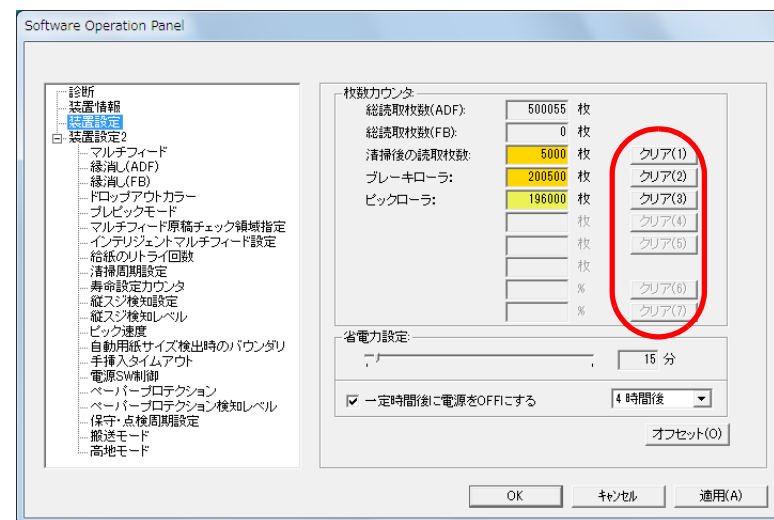 Software Operation Panel
診断
装置情報
装置設定
装置設定2
マルチフィード
縁消し(ADF)
縁消し(FB)
ドロップアウトカラー
プレピックモード
マルチフィード原稿チェック領域指定
インテリジェントマルチフィード設定
給紙のリトライ回数
清掃周期設定
寿命設定カウンタ
縦スジ検知設定
縦スジ検知レベル
ピック速度
自動用紙サイズ検出時のバウンダリ
手挿入タイムアウト
電源SW制御
ペーパープロテクション
ペーパープロテクション検知レベル
保守・点検周期設定
搬送モード
高地モード
枚数カウンタ
総読取枚数(ADF): 500055 枚
総読取枚数(FB): 0 枚
清掃後の読取枚数: 5000 枚 クリア(1)
ブレーキローラ: 200500 枚 クリア(2)
ピックローラ: 196000 枚 クリア(3)
枚 クリア(4)
枚 クリア(5)
枚
% クリア(6)
% クリア(7)
省電力設定:
15 分
一定時間後に電源をOFFにする 4 時間後
オフセット(O)
OK キャンセル 適用(A)